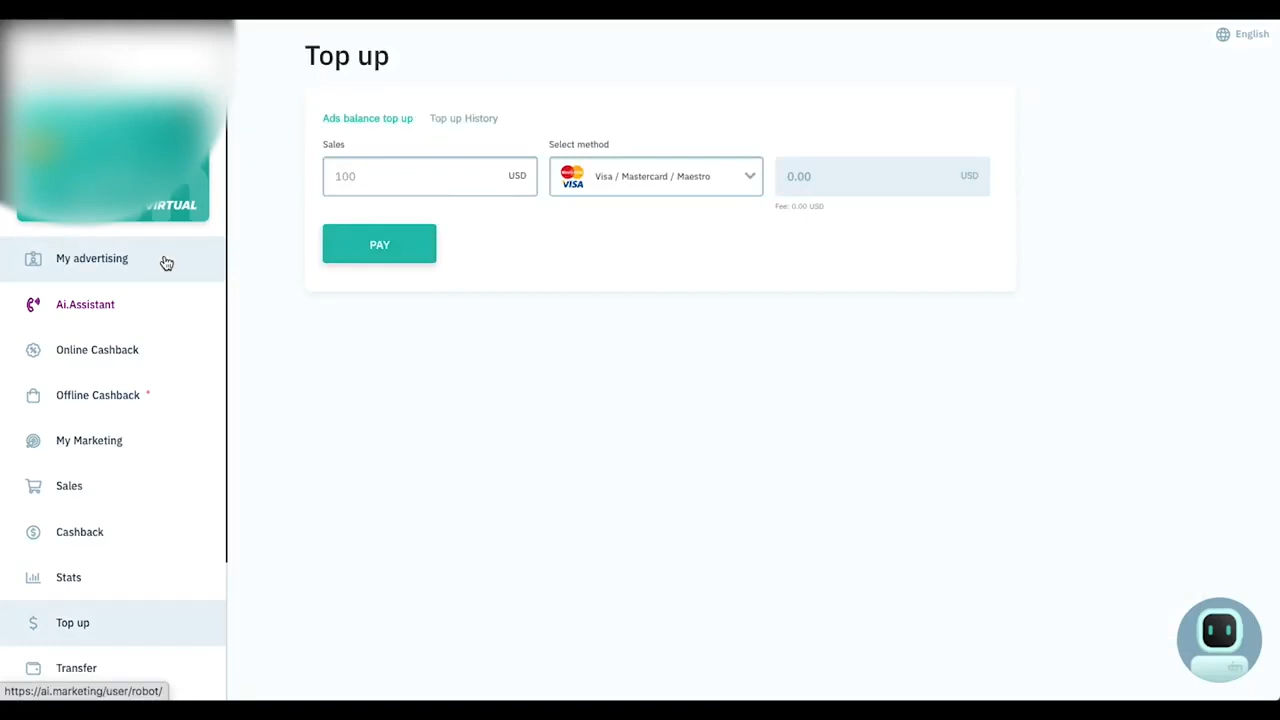 English
Top up
Ads balance top up
Top up History
Sales
Select method
100
USD
VISA
Visa / Mastercard / Maestro
0.00
USD
Fee: 0.00 USD
PAY
VIRTUAL
My advertising
Ai.Assistant
Online Cashback
Offline Cashback *
My Marketing
Sales
Cashback
Stats
Top up
Transfer
https://ai.marketing/user/robot/